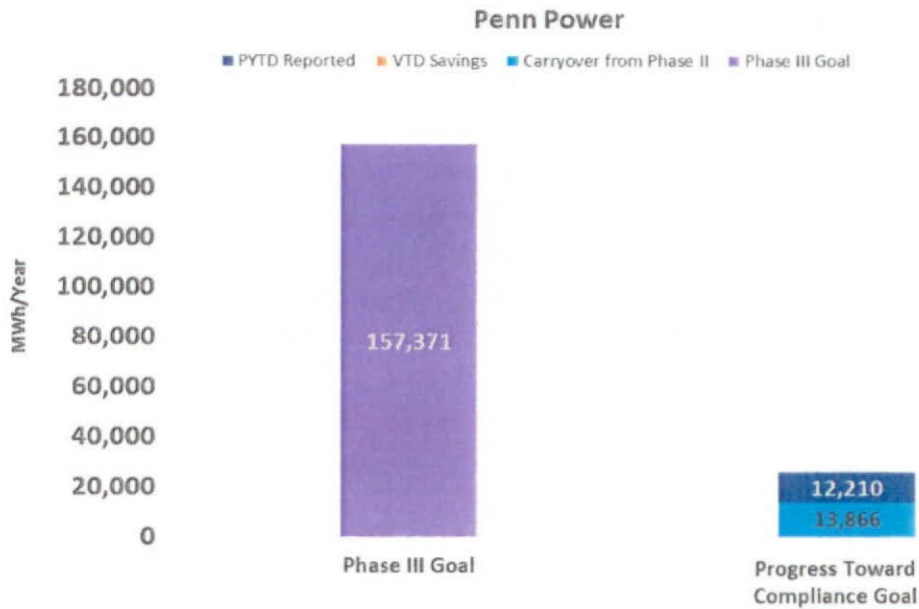 Penn Power
PYTD Reported VTD Savings Carryover from Phase II Phase III Goal
180,000
160,000
140,000
120,000
100,000
80,000
60,000
40,000
20,000
0
MWh/Year
157,371
12,210
13,866
Phase III Goal
Progress Toward
Compliance Goal